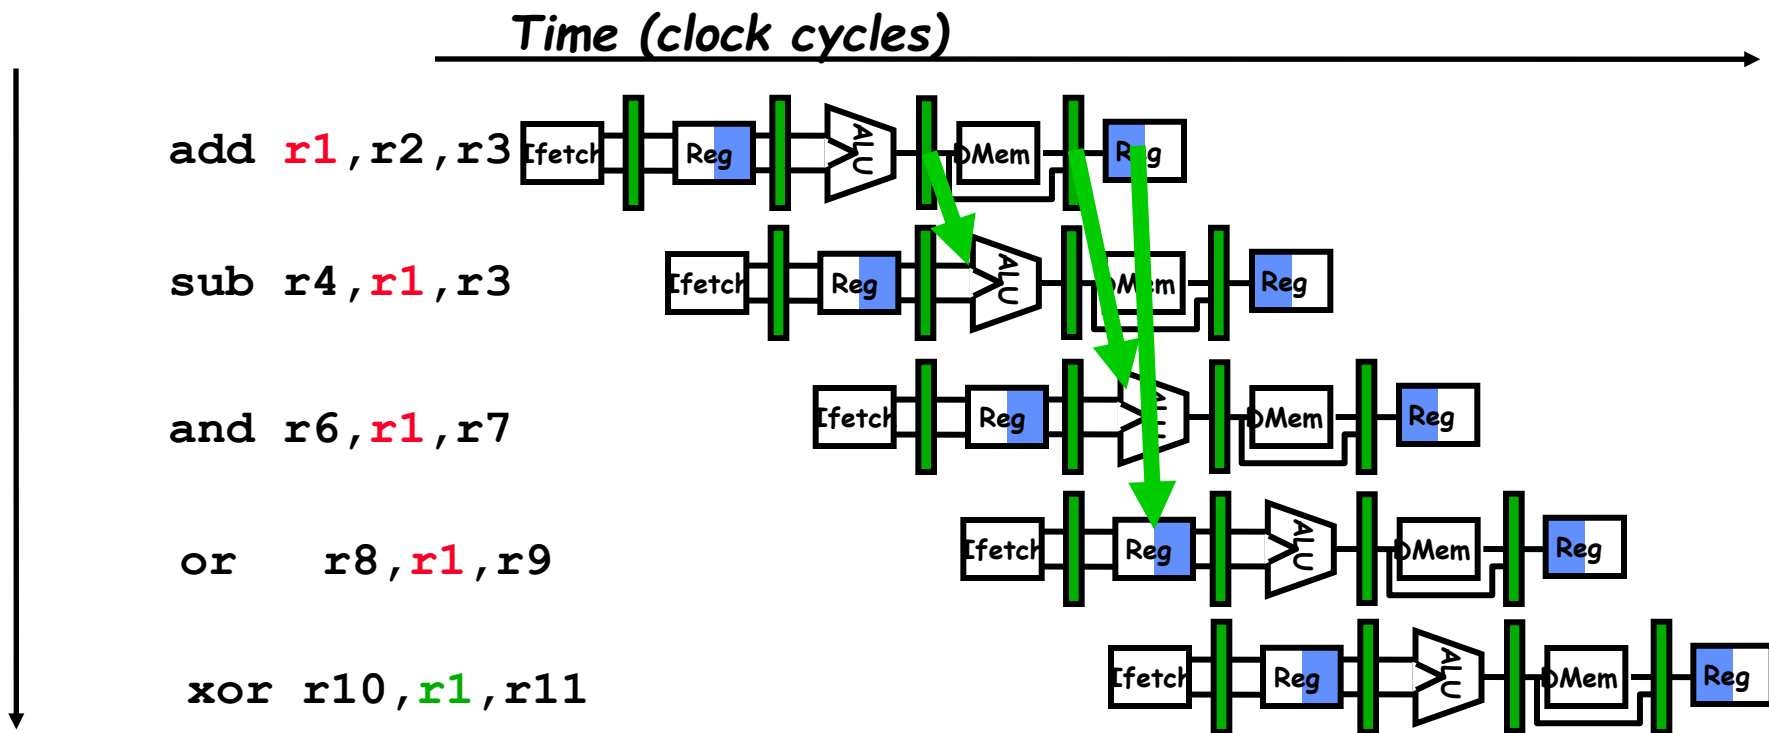 Time (clock cycles)
add r1,r2,r3 Ifetch Reg ALU DMem Reg
sub r4,r1,r3 Ifetch Reg ALU DMem Reg
and r6,r1,r7 Ifetch Reg ALU DMem Reg
or r8,r1,r9 Ifetch Reg ALU DMem Reg
xor r10,r1,r11 Ifetch Reg ALU DMem Reg